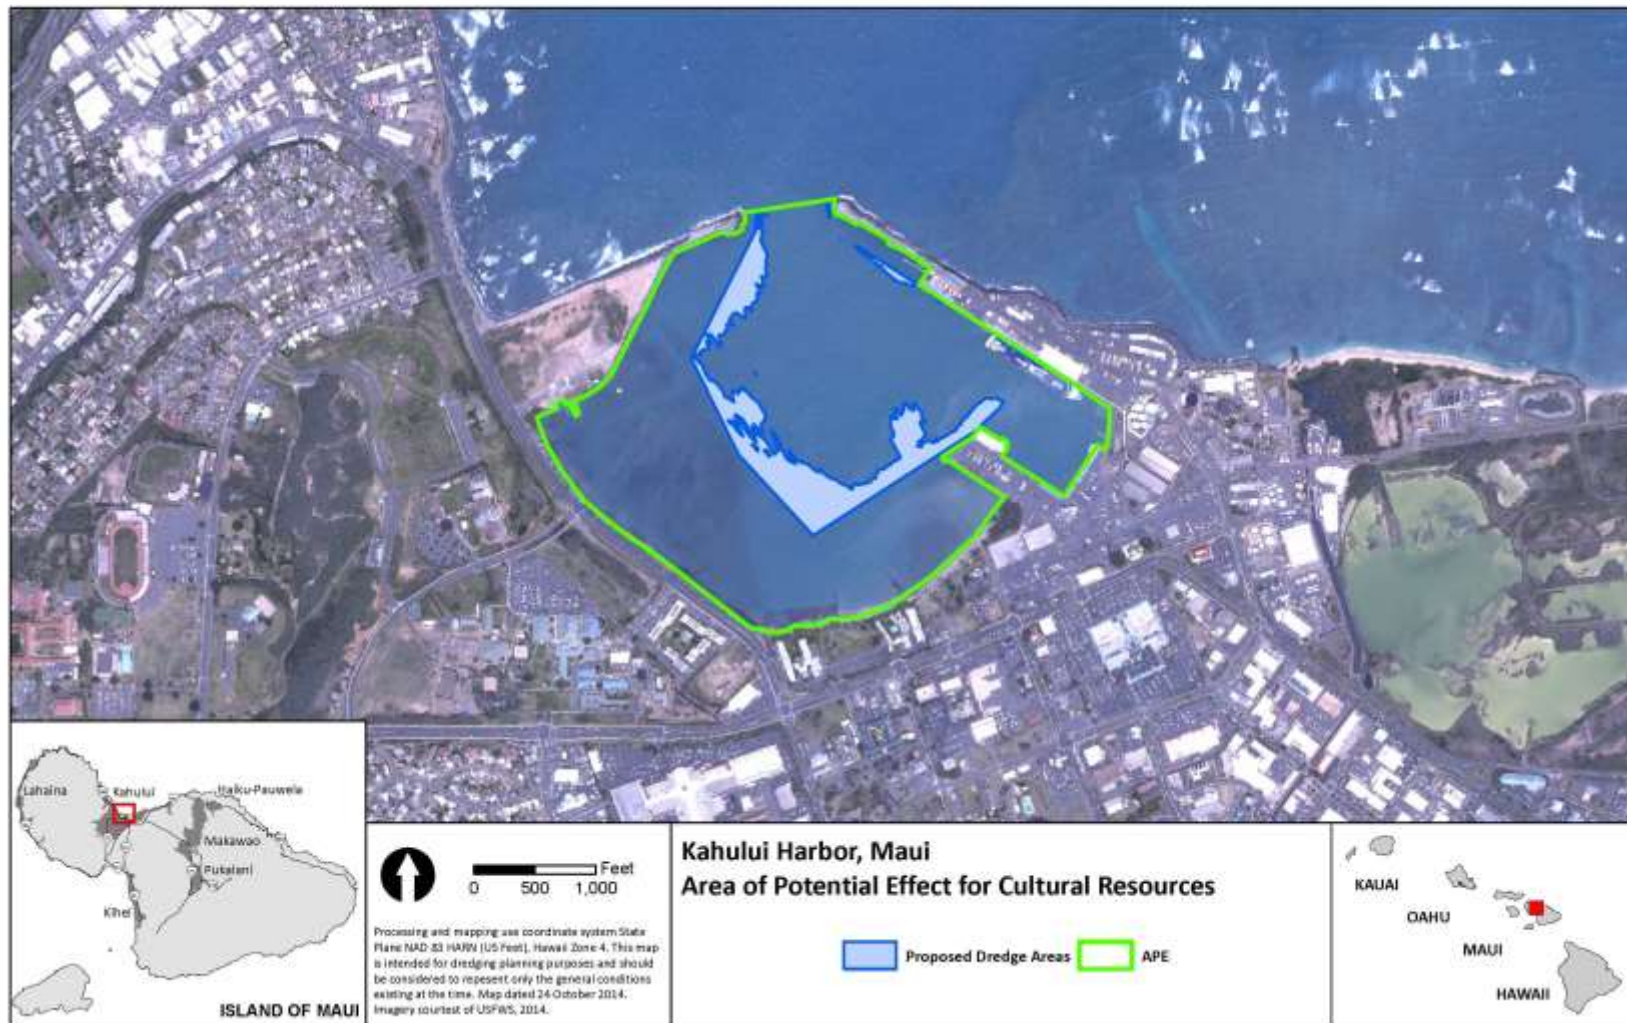 Lahaina
Kahului
Haiku-Pauwela
Makawao
Pukalani
Kihei
ISLAND OF MAUI
Feet
0 500 1,000
Processing and mapping use coordinate system State
Plane NAD 83 HARN (US Feet), Hawaii Zone 4. This map
is intended for dredging planning purposes and should
be considered to repesent only the general conditions
existing at the time. Map dated 24 October 2014.
Imagery courtest of USFWS, 2014.
Kahului Harbor, Maui
Area of Potential Effect for Cultural Resources
Proposed Dredge Areas
APE
KAUAI
OAHU
MAUI
HAWAII